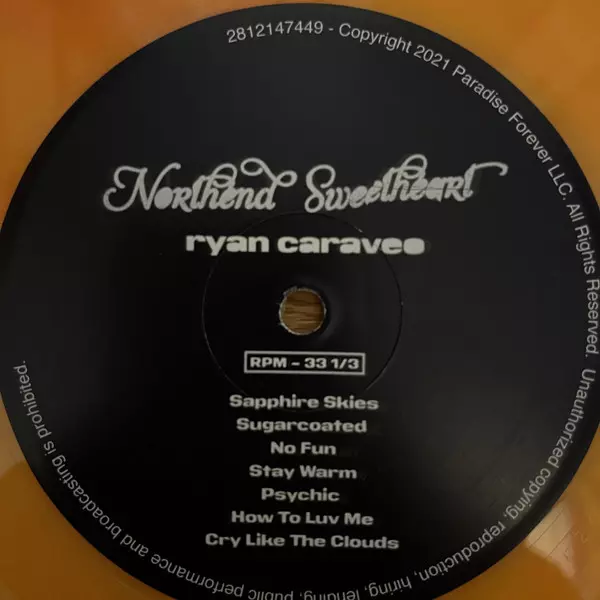 2812147449 - Copyright 2021 Paradise Forever LLC. All Rights Reserved. Unauthorized copying, reproduction, hiring, lending, public performance and broadcasting is prohibited.
Northend Sweetheart
ryan caraveo
RPM - 33 1/3
Sapphire Skies
Sugarcoated
No Fun
Stay Warm
Psychic
How To Luv Me
Cry Like The Clouds